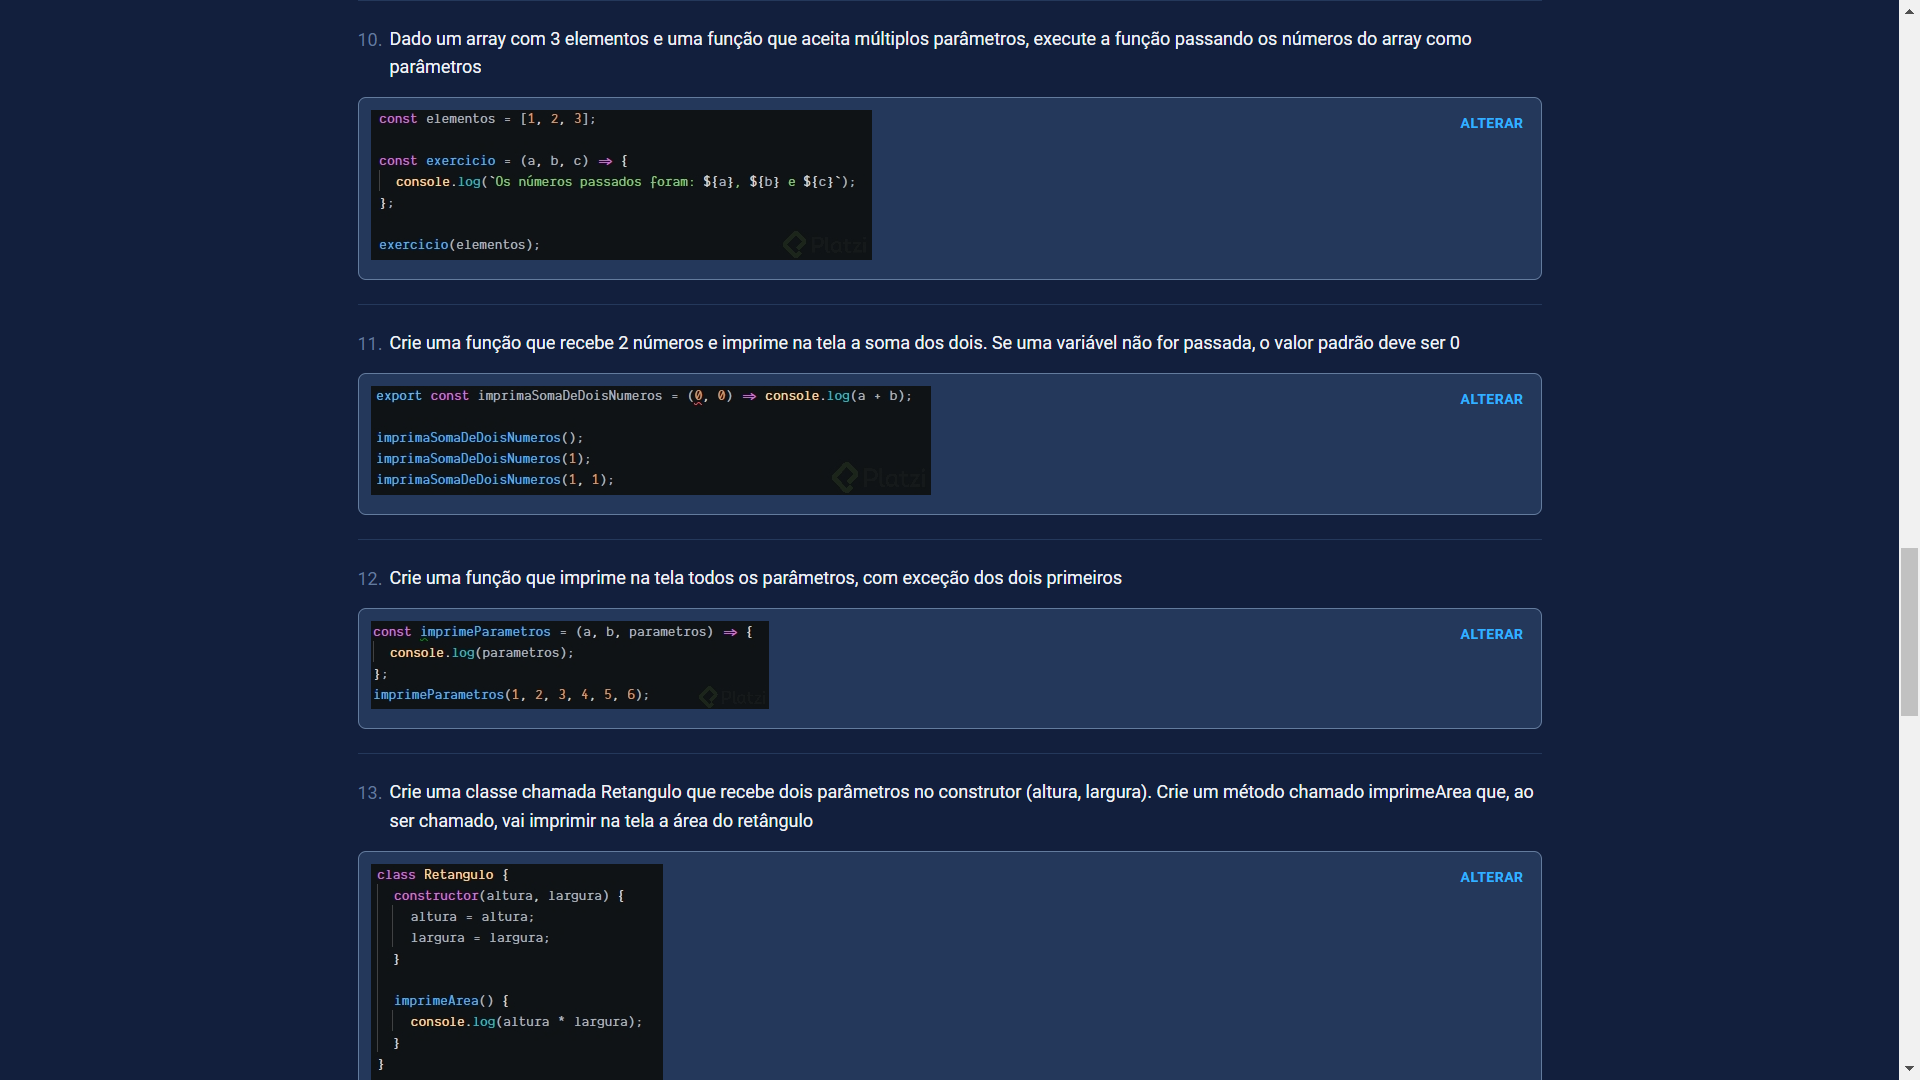 10. Dado um array com 3 elementos e uma função que aceita múltiplos parâmetros, execute a função passando os números do array como
parâmetros
const elementos = [1, 2, 3];
ALTERAR
const exercicio = (a, b, c) => {
console.log(`Os números passados foram: ${a}, ${b} e ${c}`);
};
exercicio(elementos);
Platzi
11. Crie uma função que recebe 2 números e imprime na tela a soma dos dois. Se uma variável não for passada, o valor padrão deve ser 0
export const imprimaSomaDeDoisNumeros = (0, 0) => console.log(a + b);
ALTERAR
imprimaSomaDeDoisNumeros();
imprimaSomaDeDoisNumeros(1);
imprimaSomaDeDoisNumeros(1, 1);
Platzi
12. Crie uma função que imprime na tela todos os parâmetros, com exceção dos dois primeiros
const imprimeParametros = (a, b, parametros) => {
ALTERAR
console.log(parametros);
};
imprimeParametros(1, 2, 3, 4, 5, 6);
Platzi
13. Crie uma classe chamada Retangulo que recebe dois parâmetros no construtor (altura, largura). Crie um método chamado imprimeArea que, ao
ser chamado, vai imprimir na tela a área do retângulo
class Retangulo {
ALTERAR
constructor(altura, largura) {
altura = altura;
largura = largura;
}
imprimeArea() {
console.log(altura * largura);
}
}